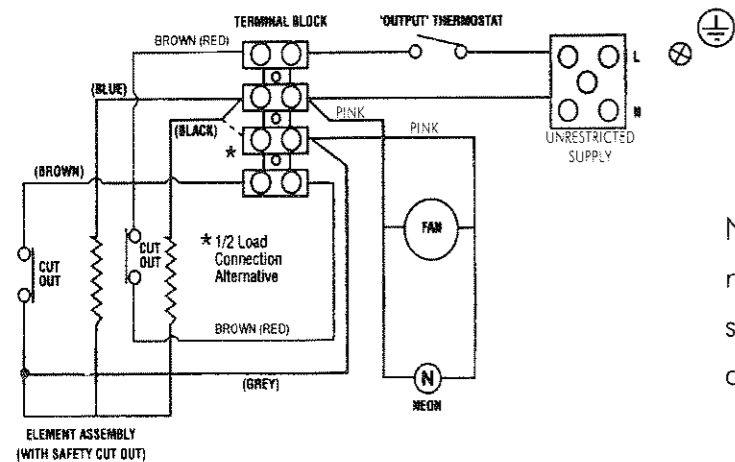 TERMINAL BLOCK
'OUTPUT' THERMOSTAT
BROWN (RED)
L
(BLUE)
PINK
N
(BLACK)
PINK
UNRESTRICTED
SUPPLY
*
(BROWN)
FAN
CUT
OUT
CUT
OUT
* 1/2 Load
Connection
Alternative
BROWN (RED)
(GREY)
N
NEON
ELEMENT ASSEMBLY
(WITH SAFETY CUT OUT)
N
r
s